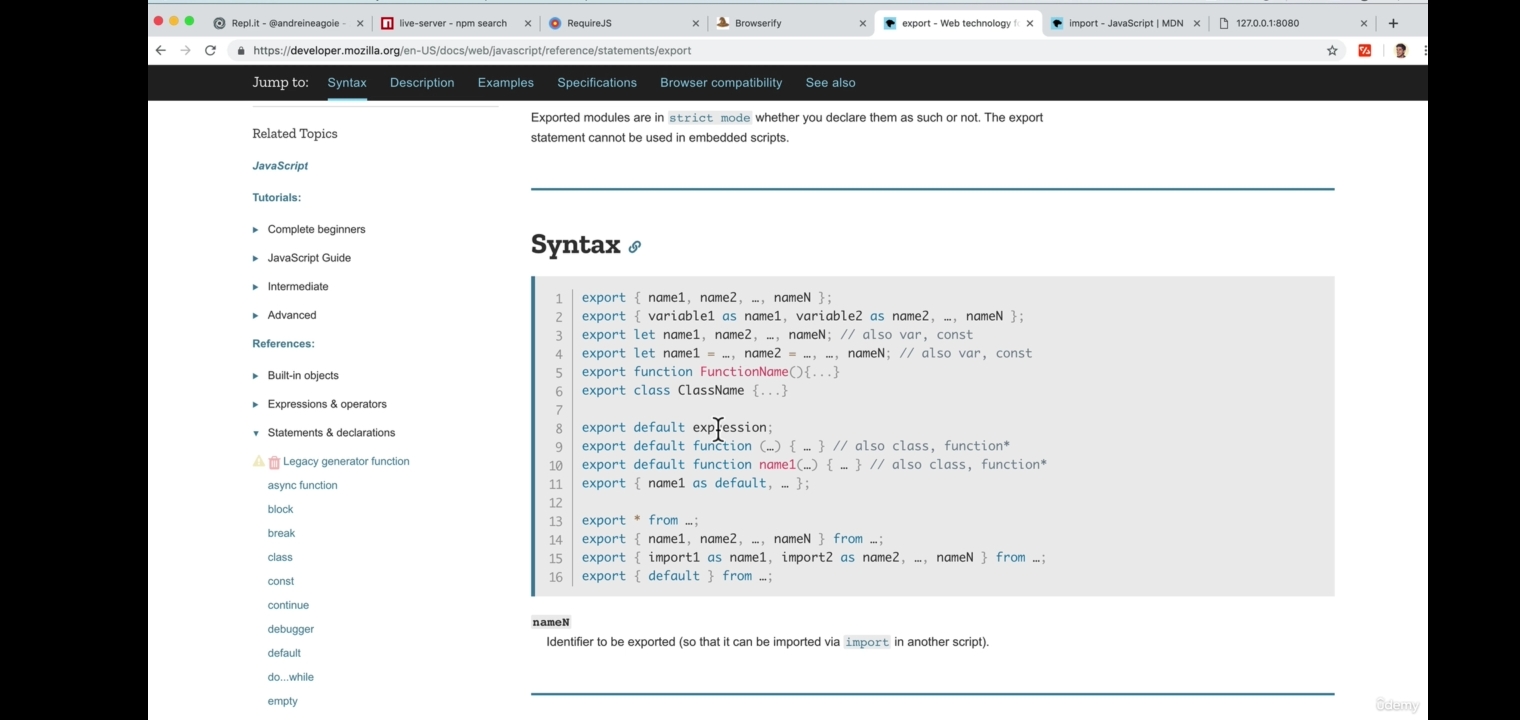 Repl.it - @andreineagoie -
live-server - npm search
RequireJS
Browserify
export - Web technology f
import - JavaScript | MDN
127.0.0.1:8080
https://developer.mozilla.org/en-US/docs/web/javascript/reference/statements/export
Jump to: Syntax Description Examples Specifications Browser compatibility See also
Related Topics
JavaScript
Tutorials:
Complete beginners
JavaScript Guide
Intermediate
Advanced
References:
Built-in objects
Expressions & operators
Statements & declarations
Legacy generator function
async function
block
break
class
const
continue
debugger
default
do...while
empty
Exported modules are in strict mode whether you declare them as such or not. The export
statement cannot be used in embedded scripts.
Syntax
1 export { name1, name2, …, nameN };
2 export { variable1 as name1, variable2 as name2, …, nameN };
3 export let name1, name2, …, nameN; // also var, const
4 export let name1 = …, name2 = …, …, nameN; // also var, const
5 export function FunctionName(){...}
6 export class ClassName {...}
7
8 export default expression;
9 export default function (…) { … } // also class, function*
10 export default function name1(…) { … } // also class, function*
11 export { name1 as default, … };
12
13 export * from …;
14 export { name1, name2, …, nameN } from …;
15 export { import1 as name1, import2 as name2, …, nameN } from …;
16 export { default } from …;
nameN
Identifier to be exported (so that it can be imported via import in another script).
ûdemy